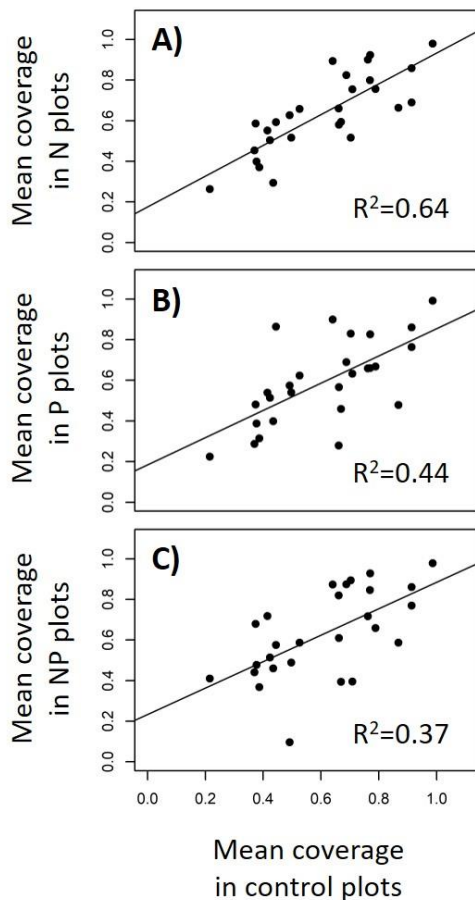 A)
Mean coverage
in N plots
1.0
0.8
0.6
0.4
0.2
0.0
R²=0.64
B)
Mean coverage
in P plots
1.0
0.8
0.6
0.4
0.2
0.0
R²=0.44
C)
Mean coverage
in NP plots
1.0
0.8
0.6
0.4
0.2
0.0
R²=0.37
0.0 0.2 0.4 0.6 0.8 1.0
Mean coverage
in control plots